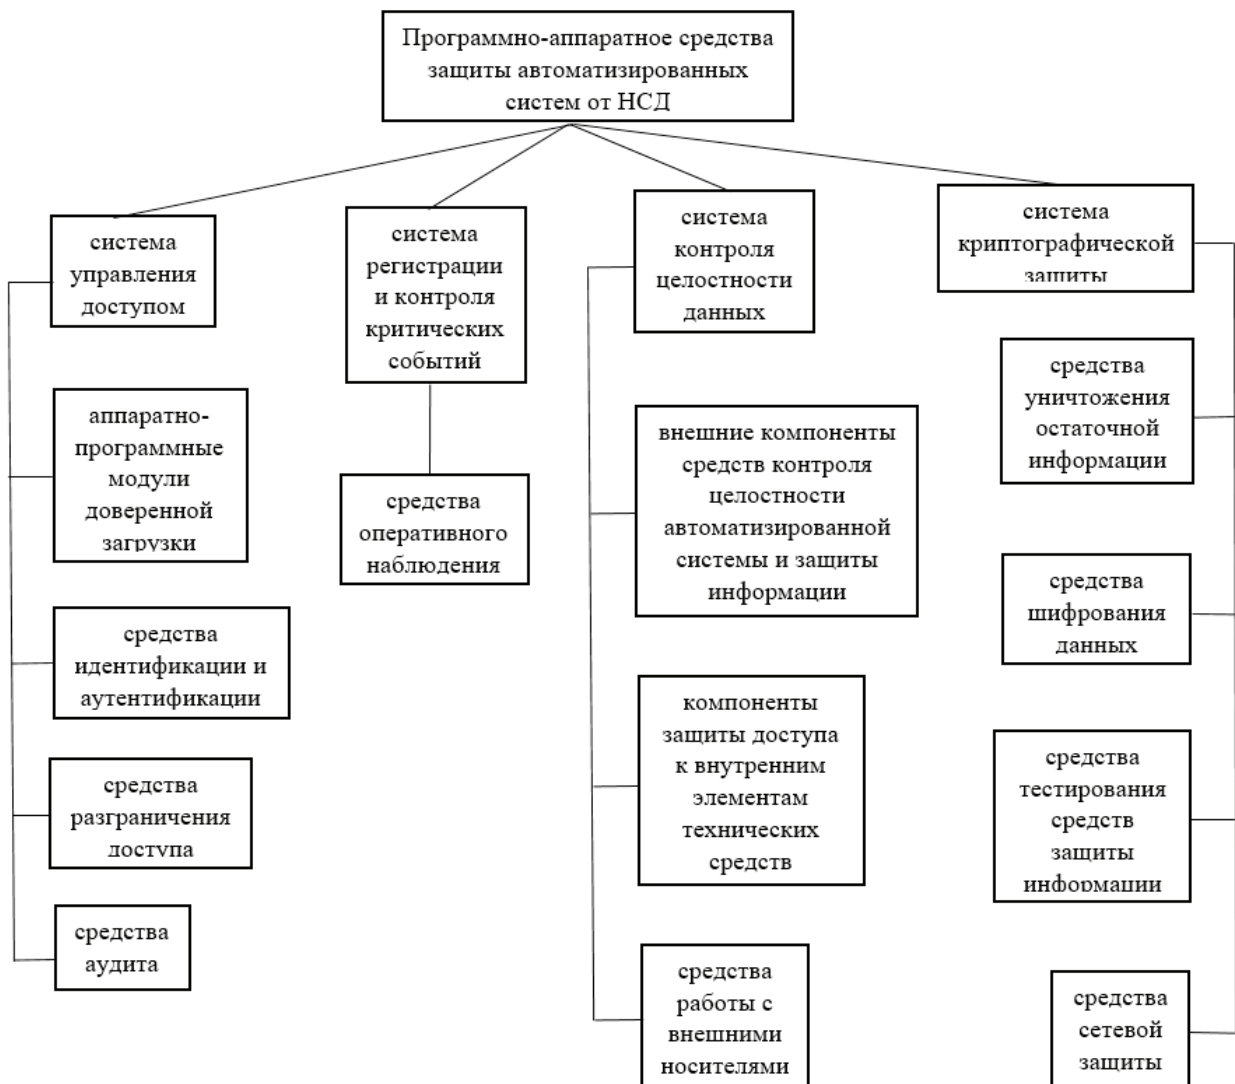 Программно-аппаратное средства
защиты автоматизированных
систем от НСД
система
управления
доступом
аппаратно-
программные
модули
доверенной
загрузки
средства
идентификации и
аутентификации
средства
разграничения
доступа
средства
аудита
система
регистрации
и контроля
критических
событий
средства
оперативного
наблюдения
система
контроля
целостности
данных
внешние компоненты
средств контроля
целостности
автоматизированной
системы и защиты
информации
компоненты
защиты доступа
к внутренним
элементам
технических
средств
средства
работы с
внешними
носителями
система
криптографической
защиты
средства
уничтожения
остаточной
информации
средства
шифрования
данных
средства
тестирования
средств
защиты
информации
средства
сетевой
защиты